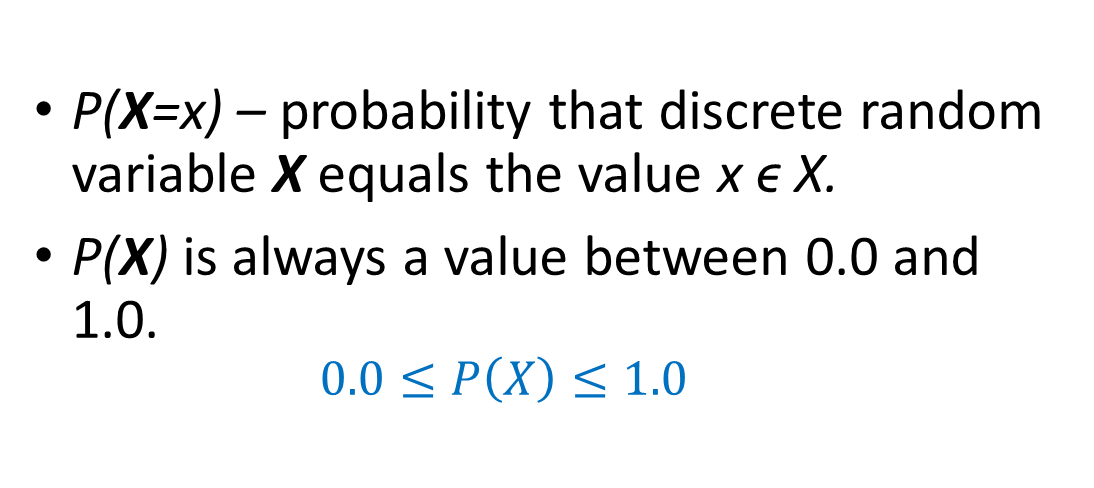 • P(X=x) – probability that discrete random
variable X equals the value x ϵ X.
• P(X) is always a value between 0.0 and
1.0.
0.0 ≤ P(X) ≤ 1.0